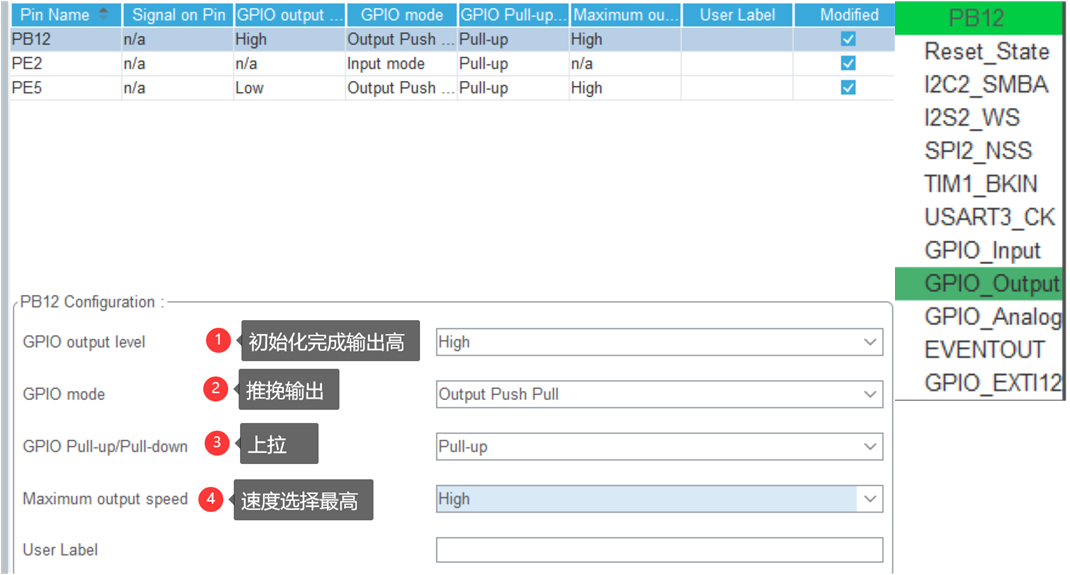 Pin Name Signal on Pin GPIO output ... GPIO mode GPIO Pull-up... Maximum ou... User Label Modified
PB12 n/a High Output Push ... Pull-up High
PE2 n/a n/a Input mode Pull-up n/a
PE5 n/a Low Output Push ... Pull-up High
PB12
Reset_State
I2C2_SMBA
I2S2_WS
SPI2_NSS
TIM1_BKIN
USART3_CK
GPIO_Input
GPIO_Output
GPIO_Analog
EVENTOUT
GPIO_EXTI12
PB12 Configuration :
GPIO output level 1 初始化完成输出高 High
GPIO mode 2 推挽输出 Output Push Pull
GPIO Pull-up/Pull-down 3 上拉 Pull-up
Maximum output speed 4 速度选择最高 High
User Label